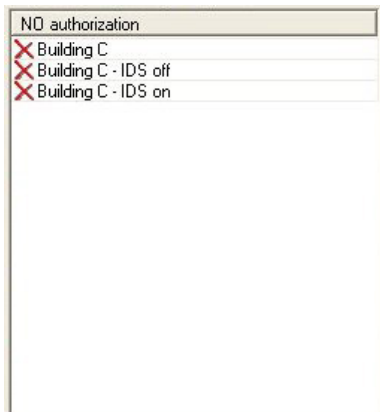 NO authorization
Building C
Building C - IDS off
Building C - IDS on